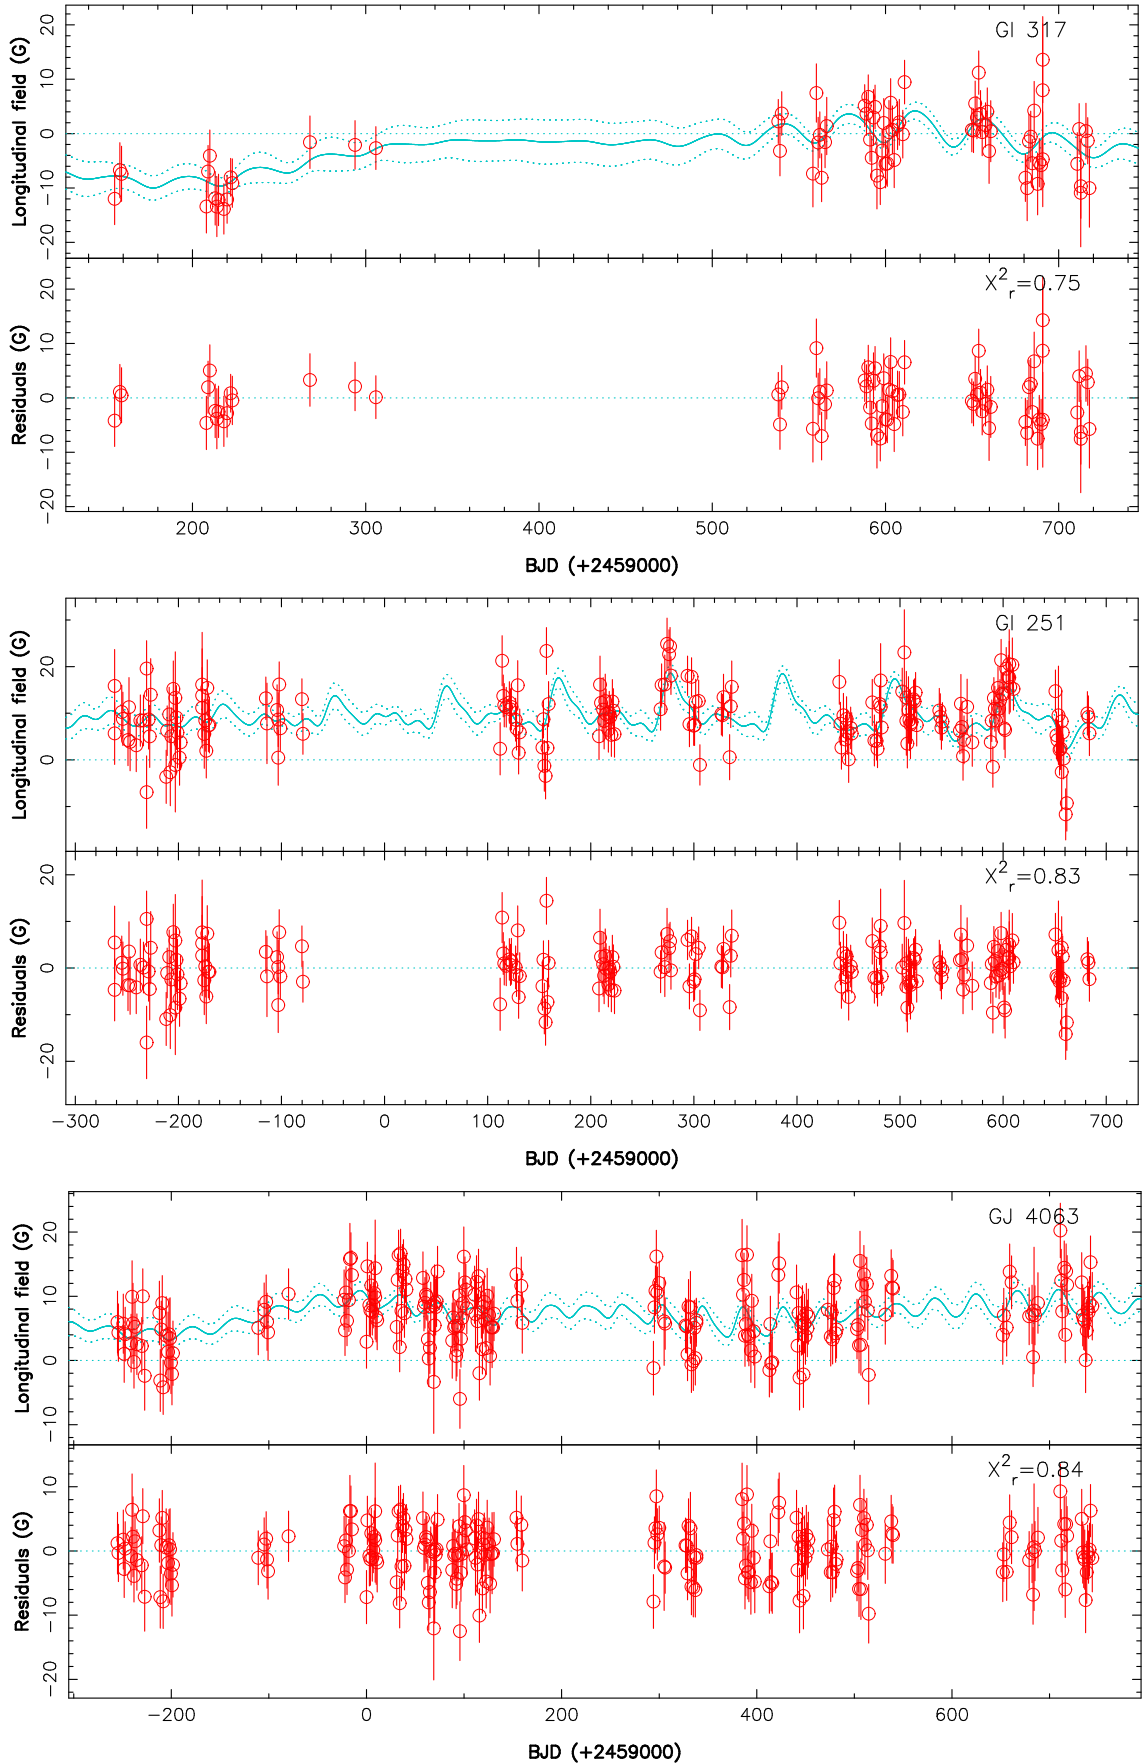 Gl 317
Longitudinal field (G)
20
10
0
−10
−20
X²ᵣ=0.75
Residuals (G)
20
10
0
−10
−20
200 300 400 500 600 700
BJD (+2459000)
Gl 251
Longitudinal field (G)
20
0
X²ᵣ=0.83
Residuals (G)
20
0
−20
−300 −200 −100 0 100 200 300 400 500 600 700
BJD (+2459000)
GJ 4063
Longitudinal field (G)
20
10
0
−10
X²ᵣ=0.84
Residuals (G)
10
0
−10
−20
−200 0 200 400 600
BJD (+2459000)